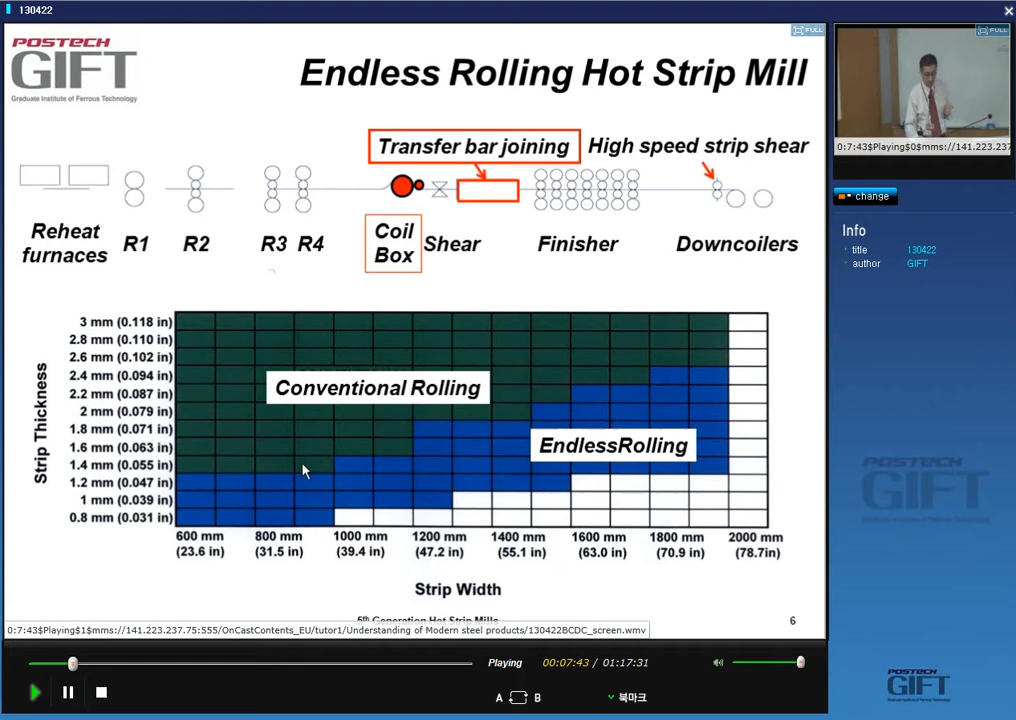 130422
POSTECH
GIFT
Graduate Institute of Ferrous Technology
Endless Rolling Hot Strip Mill
FULL
FULL
Transfer bar joining
High speed strip shear
Reheat
furnaces
R1
R2
R3
R4
Coil
Box
Shear
Finisher
Downcoilers
0:7:43$Playing$0$mms://141.223.237
change
Info
title
130422
author
GIFT
Strip Thickness
3 mm (0.118 in)
2.8 mm (0.110 in)
2.6 mm (0.102 in)
2.4 mm (0.094 in)
2.2 mm (0.087 in)
2 mm (0.079 in)
1.8 mm (0.071 in)
1.6 mm (0.063 in)
1.4 mm (0.055 in)
1.2 mm (0.047 in)
1 mm (0.039 in)
0.8 mm (0.031 in)
Conventional Rolling
EndlessRolling
600 mm
(23.6 in)
800 mm
(31.5 in)
1000 mm
(39.4 in)
1200 mm
(47.2 in)
1400 mm
(55.1 in)
1600 mm
(63.0 in)
1800 mm
(70.9 in)
2000 mm
(78.7in)
Strip Width
5th Generation Hot Strip Mills
6
0:7:43$Playing$1$mms://141.223.237.75:555/OnCastContents_EU/tutor1/Understanding of Modern steel products/130422BCDC_screen.wmv
POSTECH
GIFT
Playing
00:07:43 / 01:17:31
A
B
북마크
POSTECH
GIFT